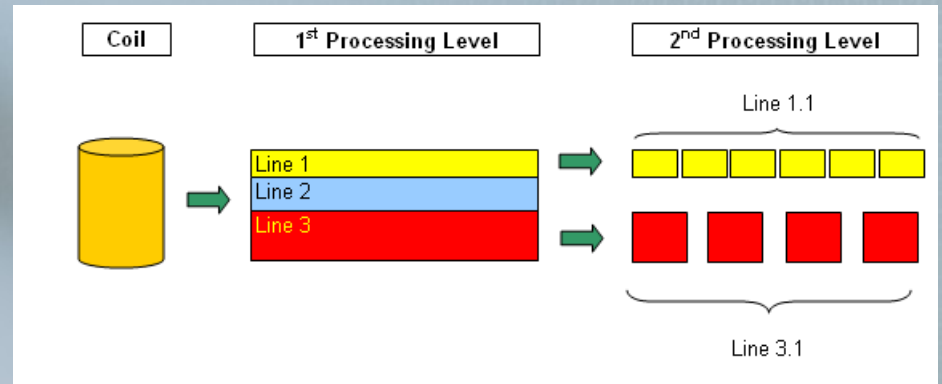 Coil
1st Processing Level
2nd Processing Level
Line 1.1
Line 1
Line 2
Line 3
Line 3.1